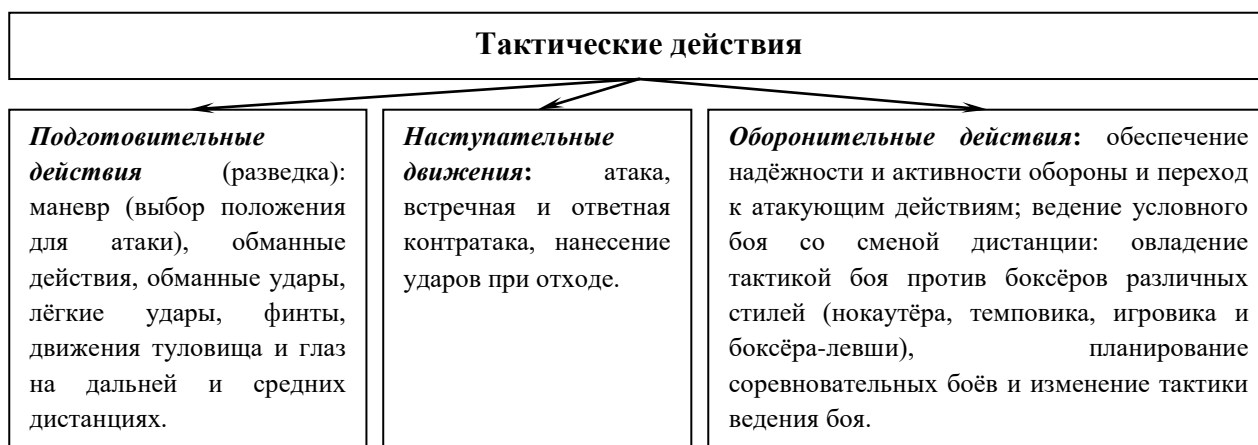 Тактические действия
Подготовительные
действия (разведка):
маневр (выбор положения
для атаки), обманные
действия, обманные удары,
лёгкие удары, финты,
движения туловища и глаз
на дальней и средних
дистанциях.
Наступательные
движения: атака,
встречная и ответная
контратака, нанесение
ударов при отходе.
Оборонительные действия: обеспечение
надёжности и активности обороны и переход
к атакующим действиям; ведение условного
боя со сменой дистанции: овладение
тактикой боя против боксёров различных
стилей (нокаутёра, темповика, игровика и
боксёра-левши), планирование
соревновательных боёв и изменение тактики
ведения боя.